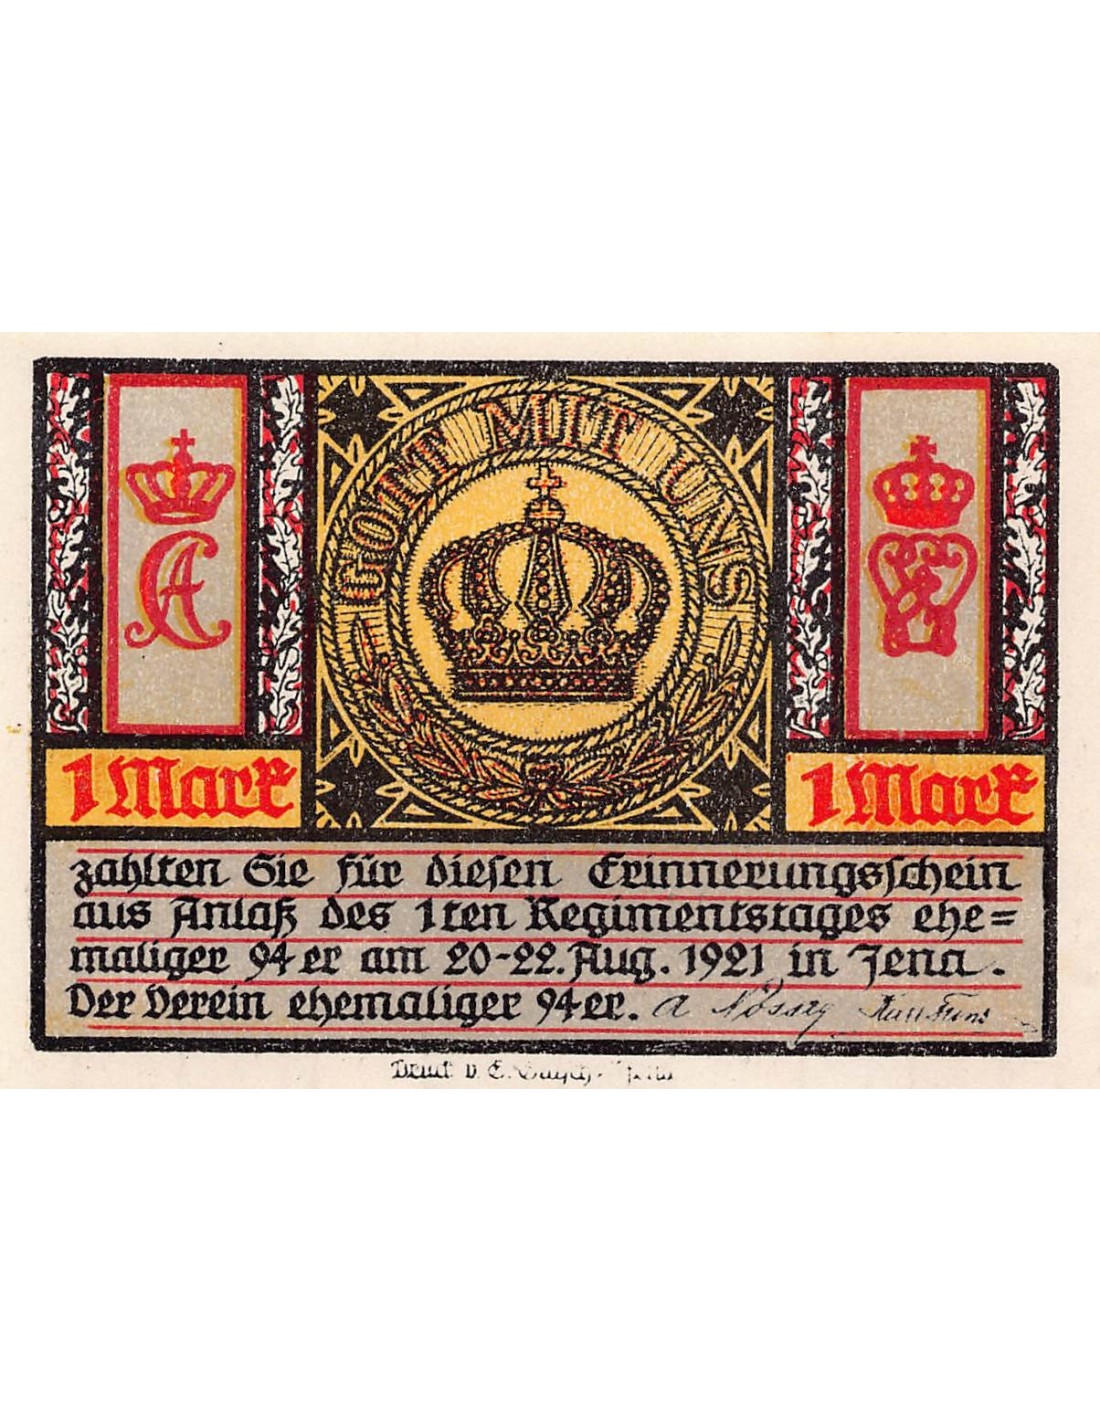 GOTT MIT UNS
1 Mark
1 Mark
zahlten Sie für diesen Erinnerungsschein
aus Anlaß des 1ten Regimentstages ehe=
maliger 94er am 20-22. Aug. 1921 in Jena.
Der Verein ehemaliger 94er. A
Druck v. E.